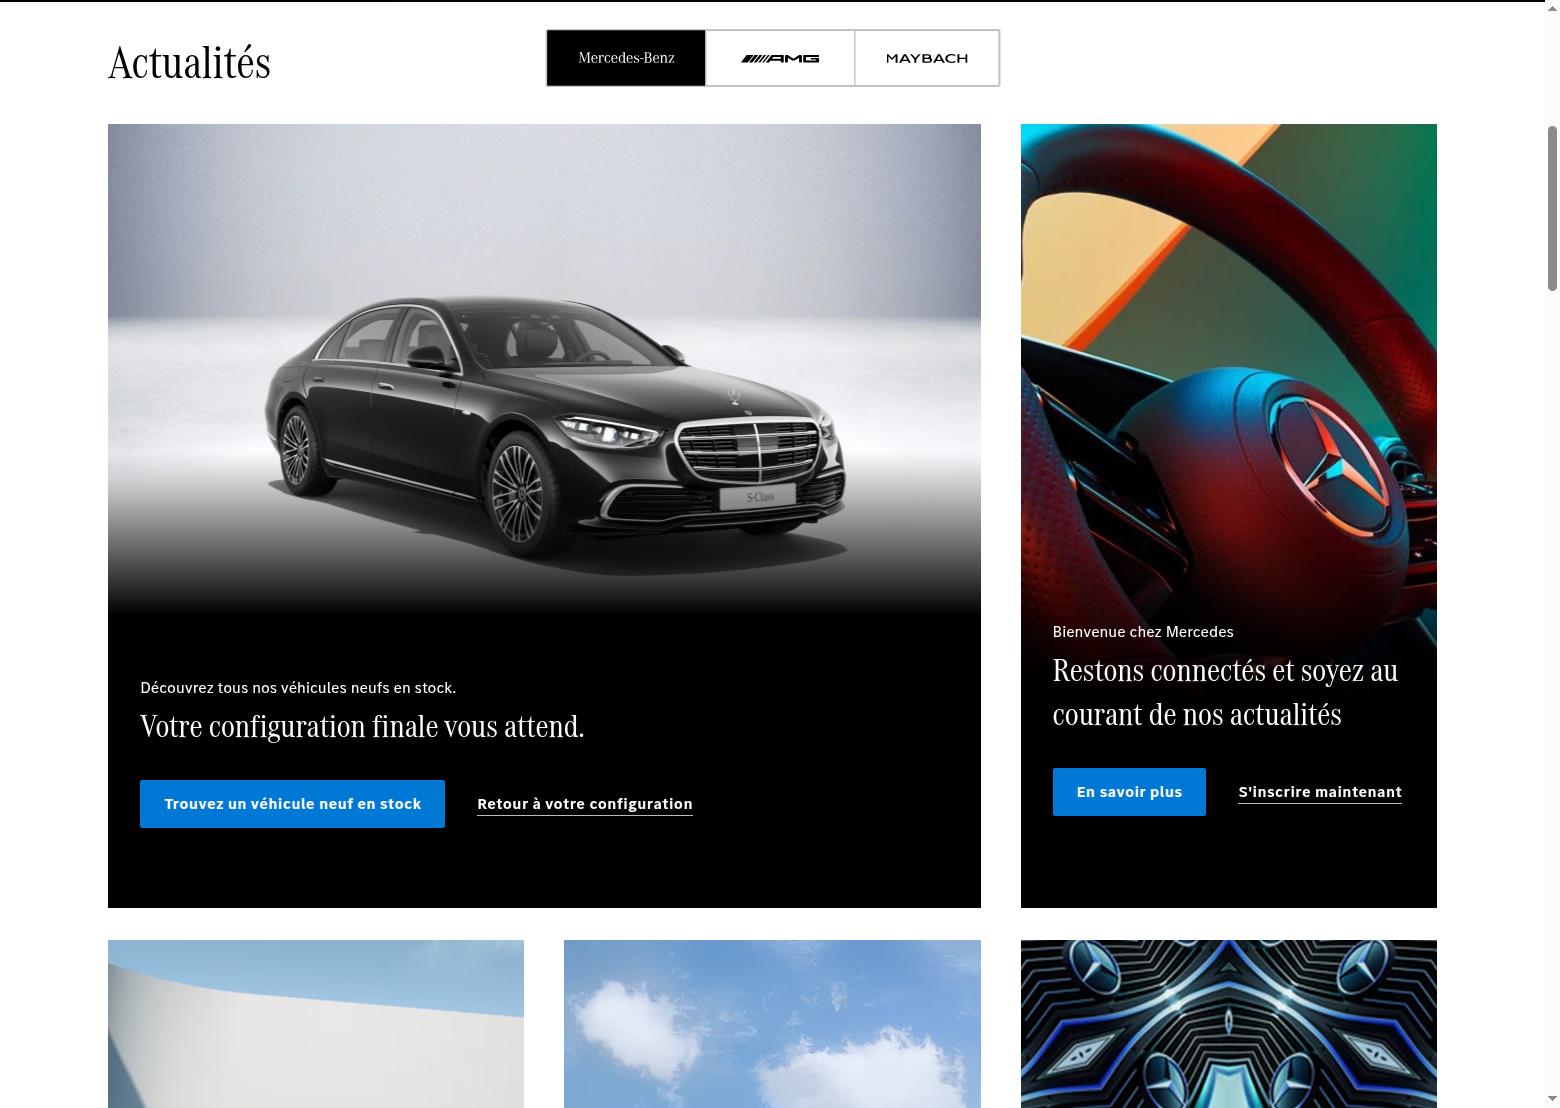 Actualités
Mercedes-Benz
AMG
MAYBACH
S-Class
Découvrez tous nos véhicules neufs en stock.
Votre configuration finale vous attend.
Trouvez un véhicule neuf en stock
Retour à votre configuration
Bienvenue chez Mercedes
Restons connectés et soyez au
courant de nos actualités
En savoir plus
S'inscrire maintenant